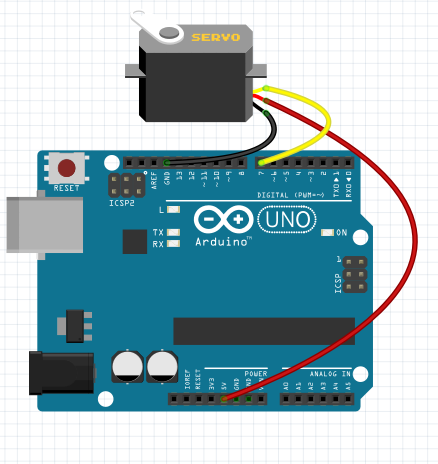 SERVO
RESET
ICSP2
AREF
GND
13
12
~11
~10
~9
8
7
~6
~5
4
~3
2
TX▶1
RX◀0
DIGITAL (PWM=~)
L
TX
RX
UNO
Arduino™
ON
1
ICSP
IOREF
RESET
3V3
5V
GND
GND
POWER
ANALOG IN
A0
A1
A2
A3
A4
A5